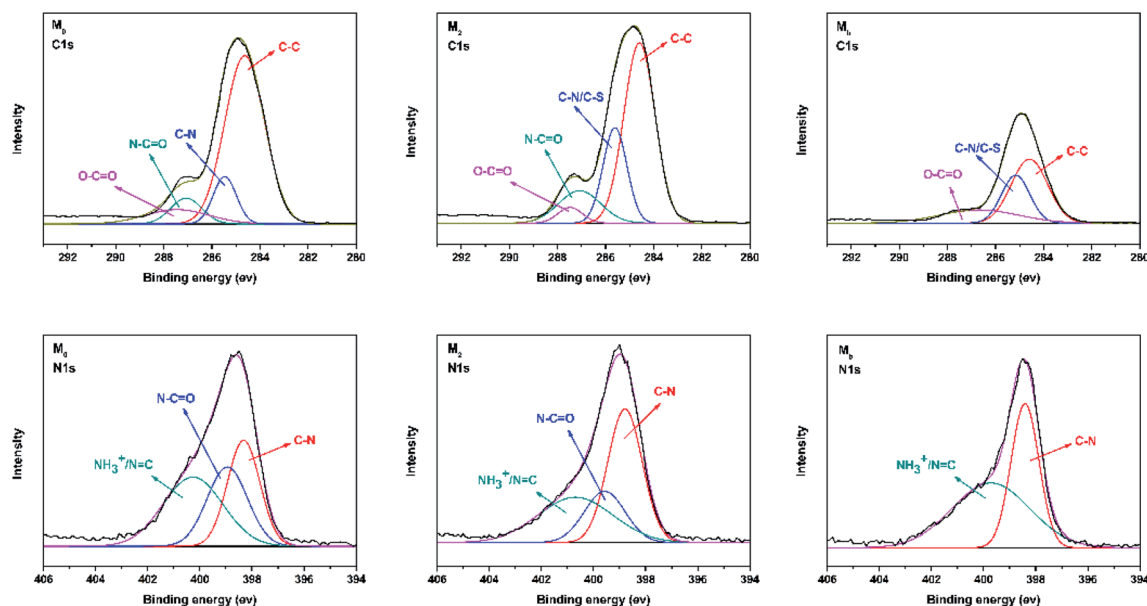 M₀
C1s
C-C
C-N
N-C=O
O-C=O
Intensity
292 290 288 286 284 282 280
Binding energy (ev)
M₂
C1s
C-C
C-N/C-S
N-C=O
O-C=O
Intensity
292 290 288 286 284 282 280
Binding energy (ev)
C1s
C-N/C-S
C-C
O-C=O
Intensity
292 290 288 286 284 282 280
Binding energy (ev)
M₀
N1s
N-C=O
C-N
NH₃⁺/N=C
Intensity
406 404 402 400 398 396 394
Binding energy (ev)
M₂
N1s
C-N
N-C=O
NH₃⁺/N=C
Intensity
406 404 402 400 398 396 394
Binding energy (ev)
M_b
N1s
C-N
NH₃⁺/N=C
Intensity
406 404 402 400 398 396 394
Binding energy (ev)